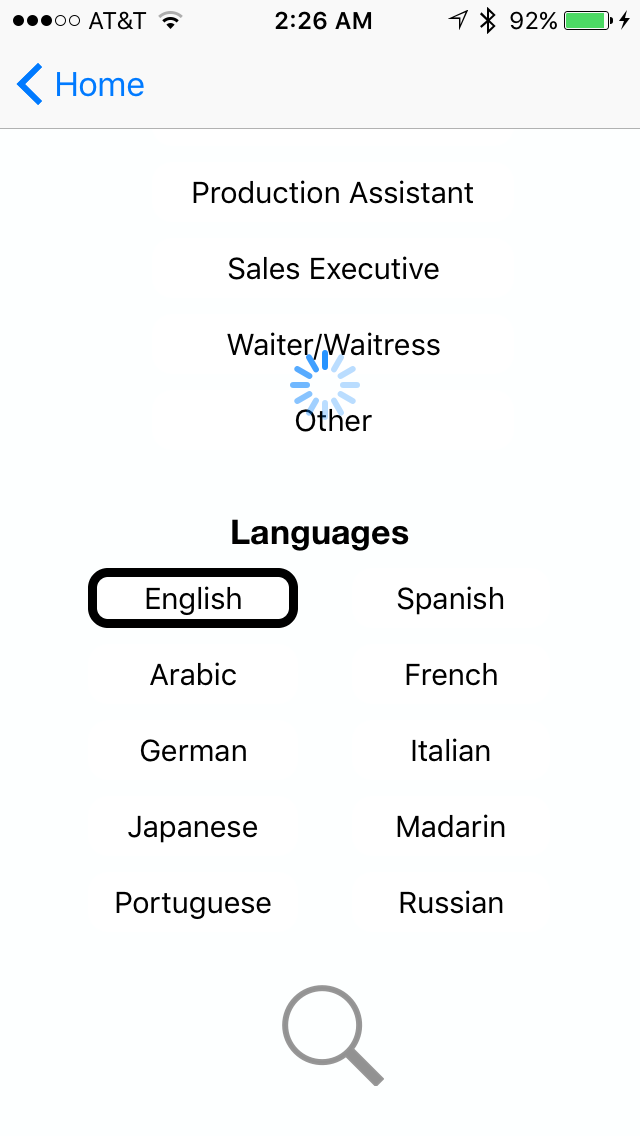 AT&T 2:26 AM 92%
Home
Production Assistant
Sales Executive
Waiter/Waitress
Other
Languages
English Spanish
Arabic French
German Italian
Japanese Madarin
Portuguese Russian